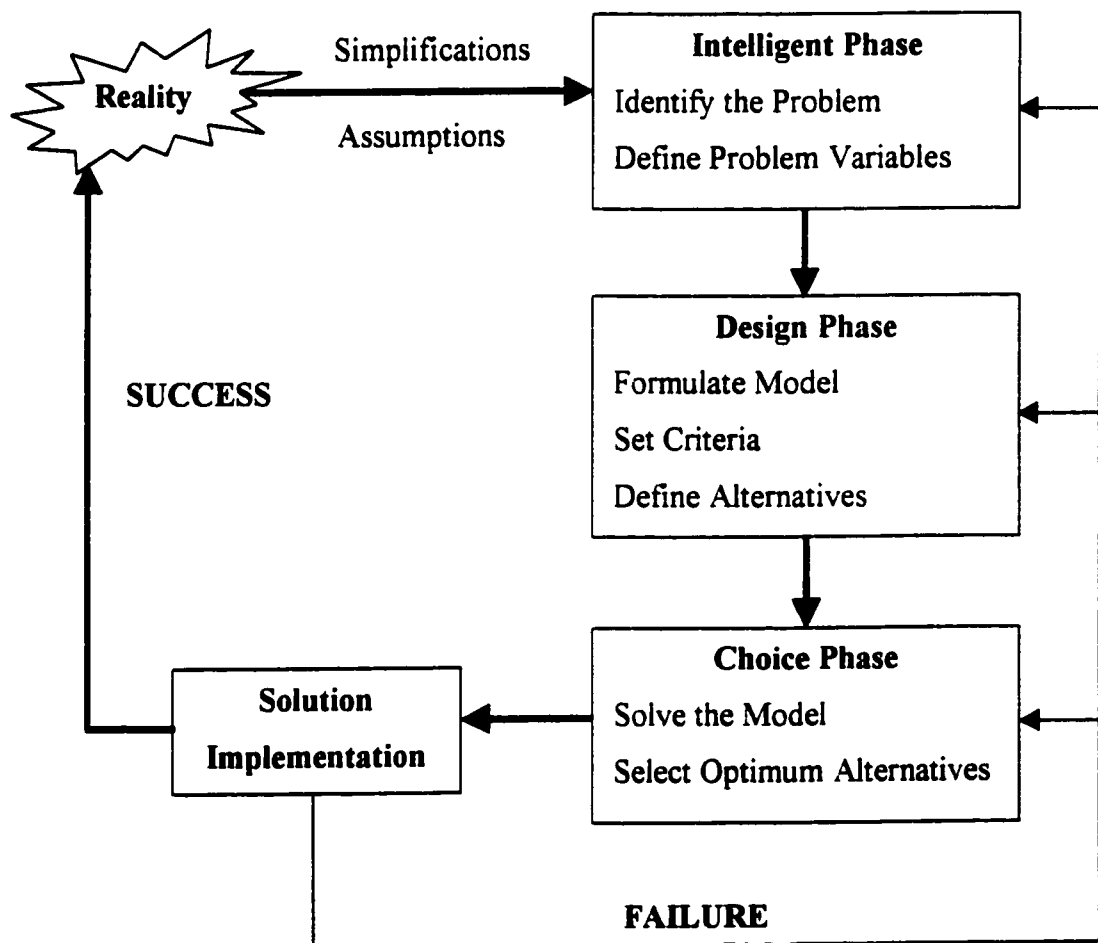 Reality
Simplifications
Assumptions
Intelligent Phase
Identify the Problem
Define Problem Variables
Design Phase
Formulate Model
Set Criteria
Define Alternatives
SUCCESS
Choice Phase
Solve the Model
Select Optimum Alternatives
Solution
Implementation
FAILURE